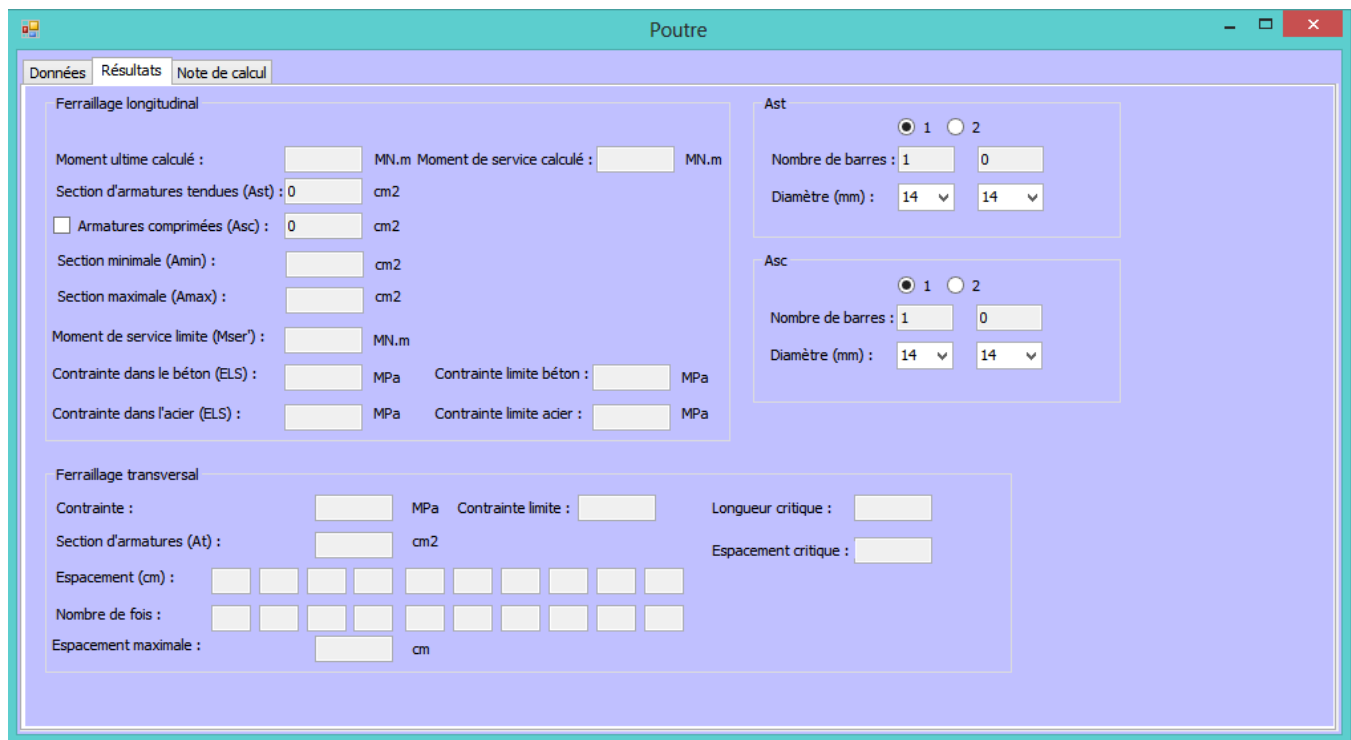 Poutre
Données Résultats Note de calcul
Ferraillage longitudinal
Moment ultime calculé : MN.m Moment de service calculé : MN.m
Section d'armatures tendues (Ast) : 0 cm2
Armatures comprimées (Asc) : 0 cm2
Section minimale (Amin) : cm2
Section maximale (Amax) : cm2
Moment de service limite (Mser') : MN.m
Contrainte dans le béton (ELS) : MPa Contrainte limite béton : MPa
Contrainte dans l'acier (ELS) : MPa Contrainte limite acier : MPa
Ast
1 2
Nombre de barres : 1 0
Diamètre (mm) : 14 14
Asc
1 2
Nombre de barres : 1 0
Diamètre (mm) : 14 14
Ferraillage transversal
Contrainte : MPa Contrainte limite : Longueur critique :
Section d'armatures (At) : cm2 Espacement critique :
Espacement (cm) :
Nombre de fois :
Espacement maximale : cm